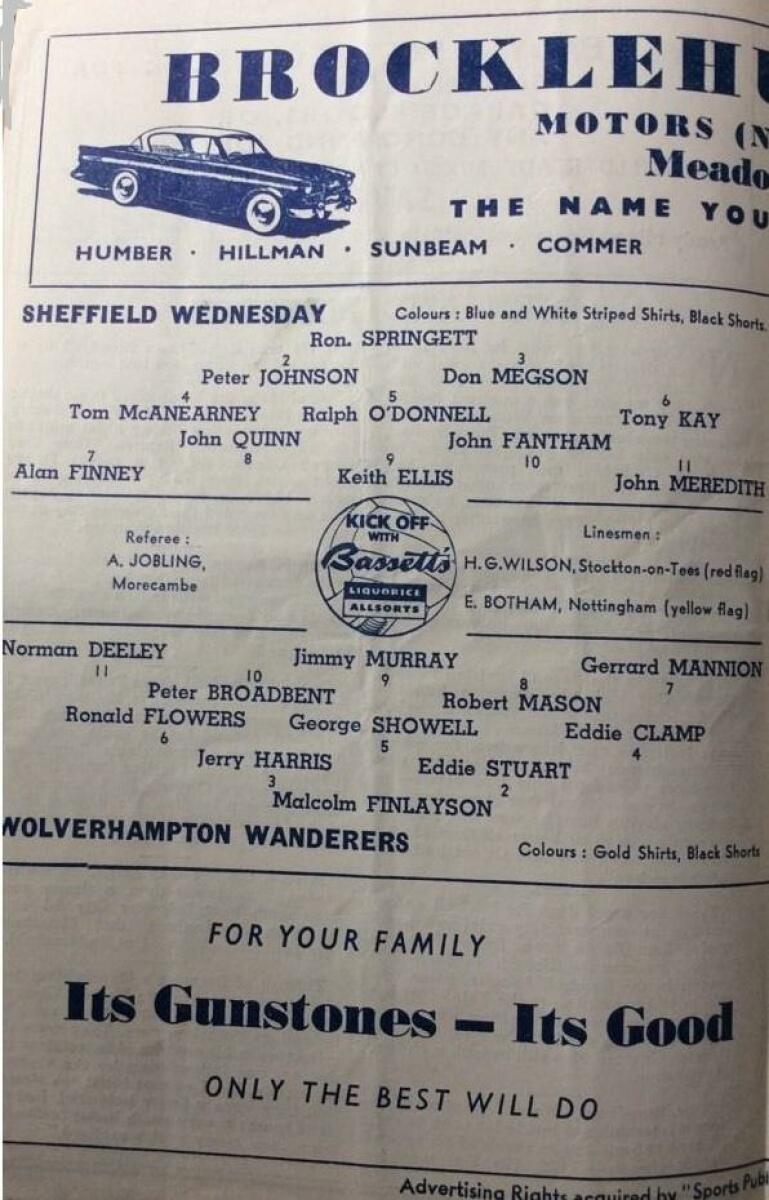 BROCKLEHU
MOTORS (N
Meado
THE NAME YOU
HUMBER · HILLMAN · SUNBEAM · COMMER
SHEFFIELD WEDNESDAY Colours : Blue and White Striped Shirts, Black Shorts.
Ron. SPRINGETT
2 3
Peter JOHNSON Don MEGSON
4 5 6
Tom McANEARNEY Ralph O'DONNELL Tony KAY
John QUINN John FANTHAM
7 8 9 10 11
Alan FINNEY Keith ELLIS John MEREDITH
Referee :
A. JOBLING,
Morecambe
KICK OFF
WITH
Bassett's
LIQUORICE
ALLSORTS
Linesmen :
H. G. WILSON, Stockton-on-Tees (red flag)
E. BOTHAM, Nottingham (yellow flag)
Norman DEELEY Jimmy MURRAY Gerrard MANNION
11 10 9 8 7
Peter BROADBENT Robert MASON
Ronald FLOWERS George SHOWELL Eddie CLAMP
6 5 4
Jerry HARRIS Eddie STUART
3 2
Malcolm FINLAYSON
WOLVERHAMPTON WANDERERS Colours : Gold Shirts, Black Shorts
FOR YOUR FAMILY
Its Gunstones — Its Good
ONLY THE BEST WILL DO
Advertising Rights acquired by "Sports Pub